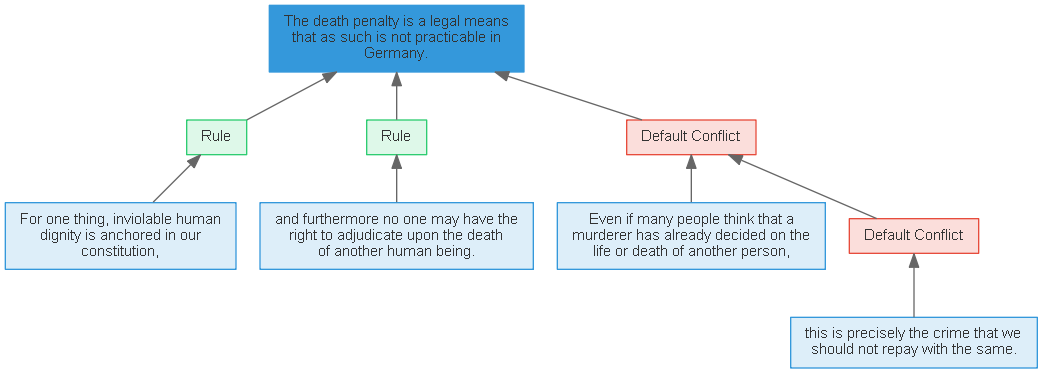 The death penalty is a legal means
that as such is not practicable in
Germany.
Rule
Rule
Default Conflict
For one thing, inviolable human
dignity is anchored in our
constitution,
and furthermore no one may have the
right to adjudicate upon the death
of another human being.
Even if many people think that a
murderer has already decided on the
life or death of another person,
Default Conflict
this is precisely the crime that we
should not repay with the same.